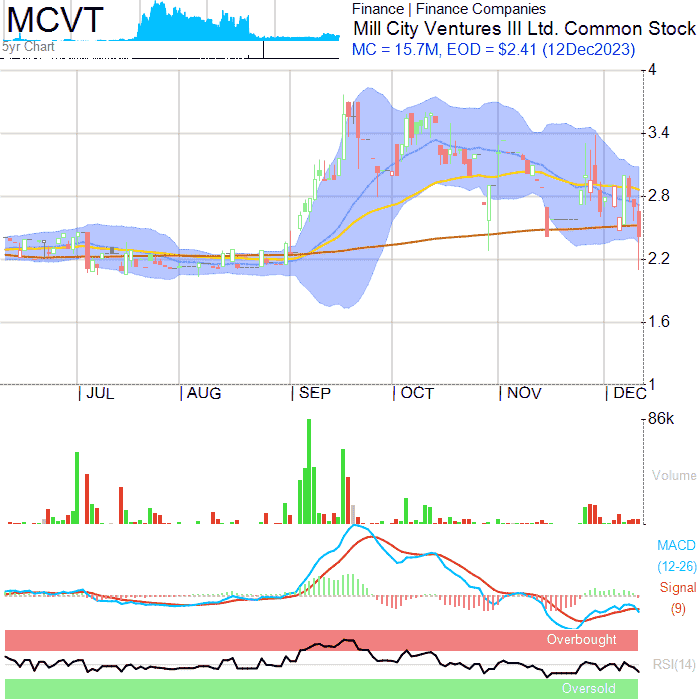 MCVT
5yr Chart
Finance | Finance Companies
Mill City Ventures III Ltd. Common Stock
MC = 15.7M, EOD = $2.41 (12Dec2023)
4
3.4
2.8
2.2
1.6
1
JUL AUG SEP OCT NOV DEC
86k
Volume
MACD
(12-26)
Signal
(9)
Overbought
RSI(14)
Oversold